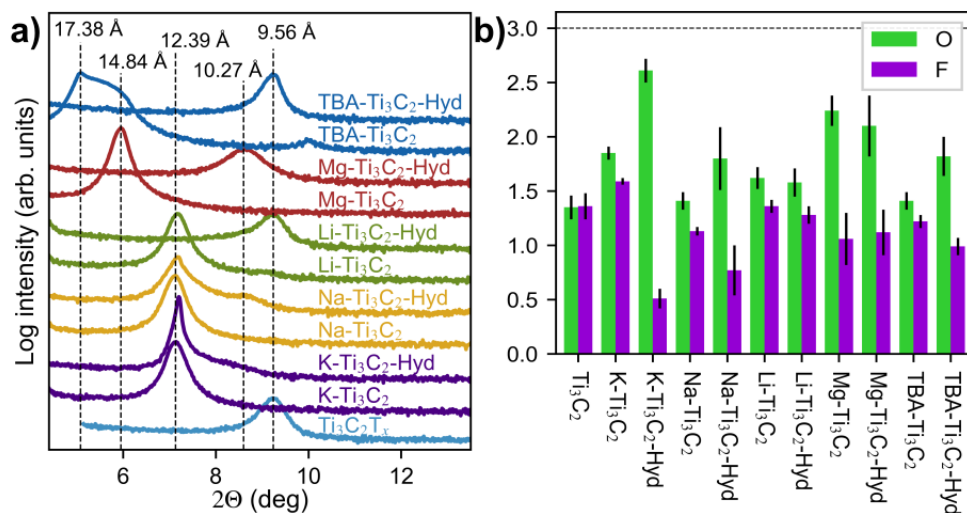 a)
17.38 Å
12.39 Å
9.56 Å
14.84 Å
10.27 Å
TBA-Ti₃C₂-Hyd
TBA-Ti₃C₂
Mg-Ti₃C₂-Hyd
Mg-Ti₃C₂
Li-Ti₃C₂-Hyd
Li-Ti₃C₂
Na-Ti₃C₂-Hyd
Na-Ti₃C₂
K-Ti₃C₂-Hyd
K-Ti₃C₂
Ti₃C₂Tₓ
Log intensity (arb. units)
6 8 10 12
2Θ (deg)
b)
3.0
2.5
2.0
1.5
1.0
0.5
0.0
O
F
Ti₃C₂
K-Ti₃C₂
K-Ti₃C₂-Hyd
Na-Ti₃C₂
Na-Ti₃C₂-Hyd
Li-Ti₃C₂
Li-Ti₃C₂-Hyd
Mg-Ti₃C₂
Mg-Ti₃C₂-Hyd
TBA-Ti₃C₂
TBA-Ti₃C₂-Hyd